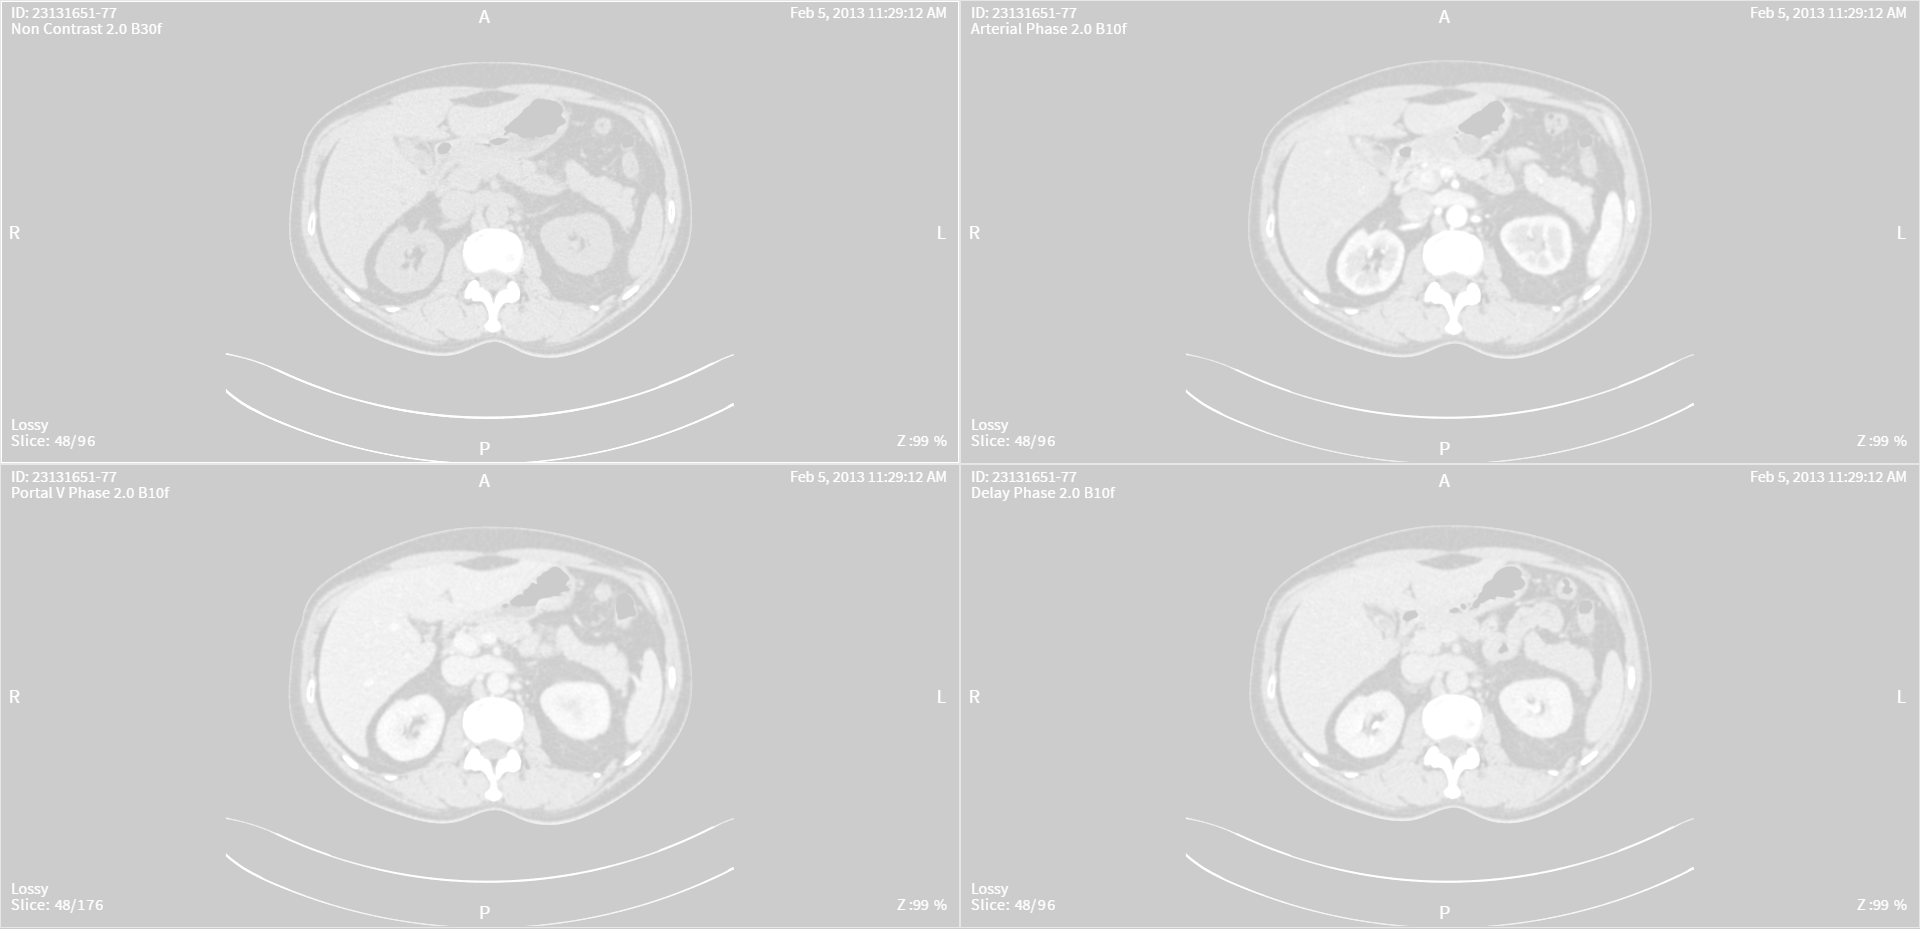 ID: 23131651-77
Non Contrast 2.0 B30f
A
Feb 5, 2013 11:29:12 AM
R
L
Lossy
Slice: 48/96
P
Z :99 %
ID: 23131651-77
Arterial Phase 2.0 B10f
A
Feb 5, 2013 11:29:12 AM
R
L
Lossy
Slice: 48/96
P
Z :99 %
ID: 23131651-77
Portal V Phase 2.0 B10f
A
Feb 5, 2013 11:29:12 AM
R
L
Lossy
Slice: 48/176
P
Z :99 %
ID: 23131651-77
Delay Phase 2.0 B10f
A
Feb 5, 2013 11:29:12 AM
R
L
Lossy
Slice: 48/96
P
Z :99 %